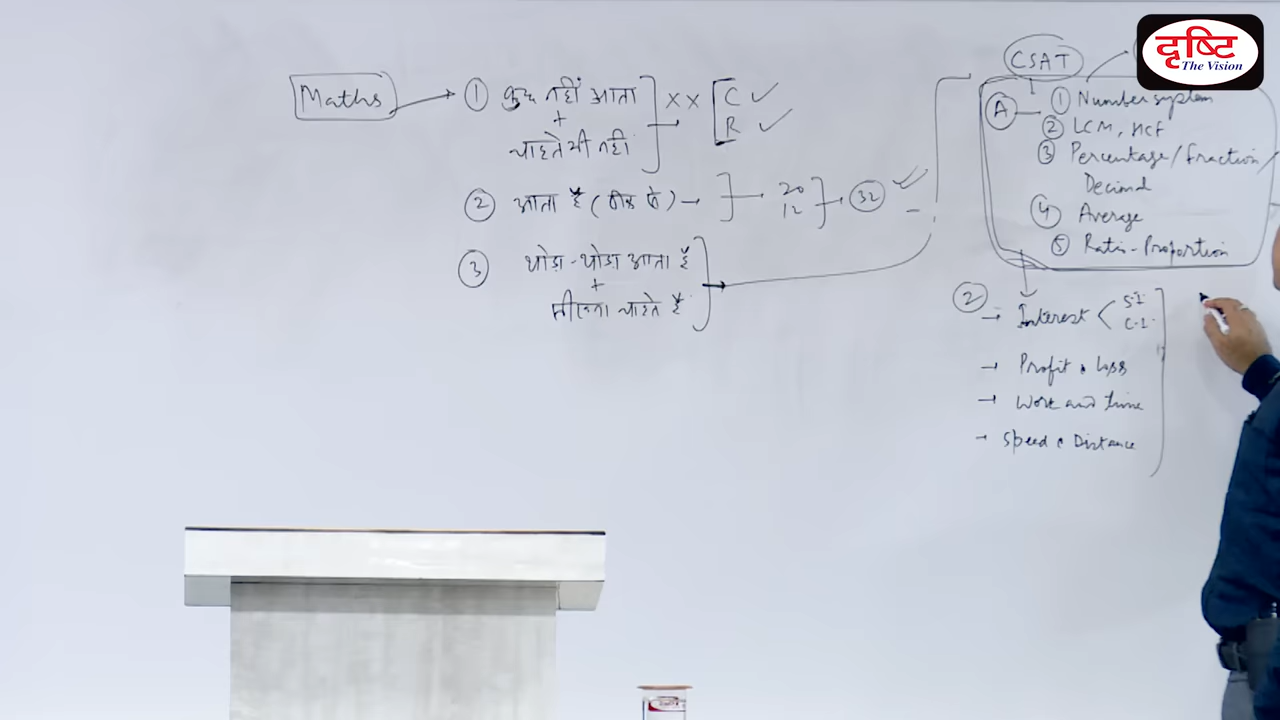 Maths
① कुछ नहीं आता
+
चाहते भी नहीं
X X
C ✓
R ✓
② आता है (ठीक से) →
20
12
32 ✓
③ थोड़ा-थोड़ा आता है
+
सीखना चाहते हैं
CSAT
A
① Number system
② LCM, HCF
③ Percentage / Fraction /
Decimal
④ Average
⑤ Ratio-Proportion
②
→ Interest < S.I
C.I.
→ Profit & Loss
→ Work and time
→ Speed & Distance
दृष्टि
The Vision